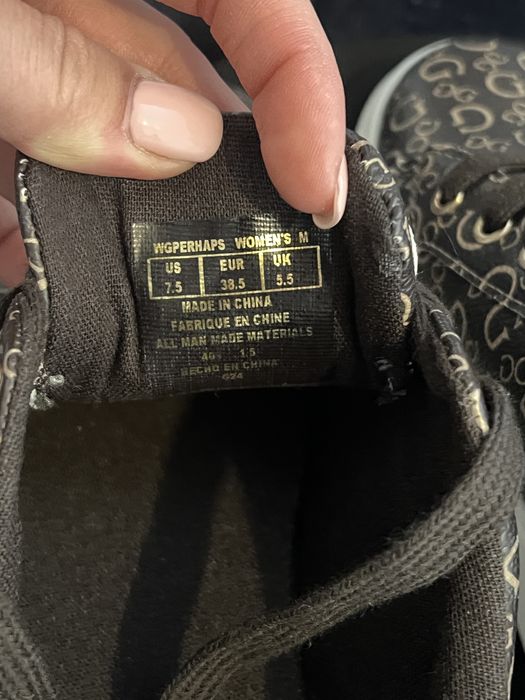 WGPERHAPS WOMEN'S M
US EUR UK
7.5 38.5 5.5
MADE IN CHINA
FABRIQUE EN CHINE
ALL MAN MADE MATERIALS
HECHO EN CHINA
G